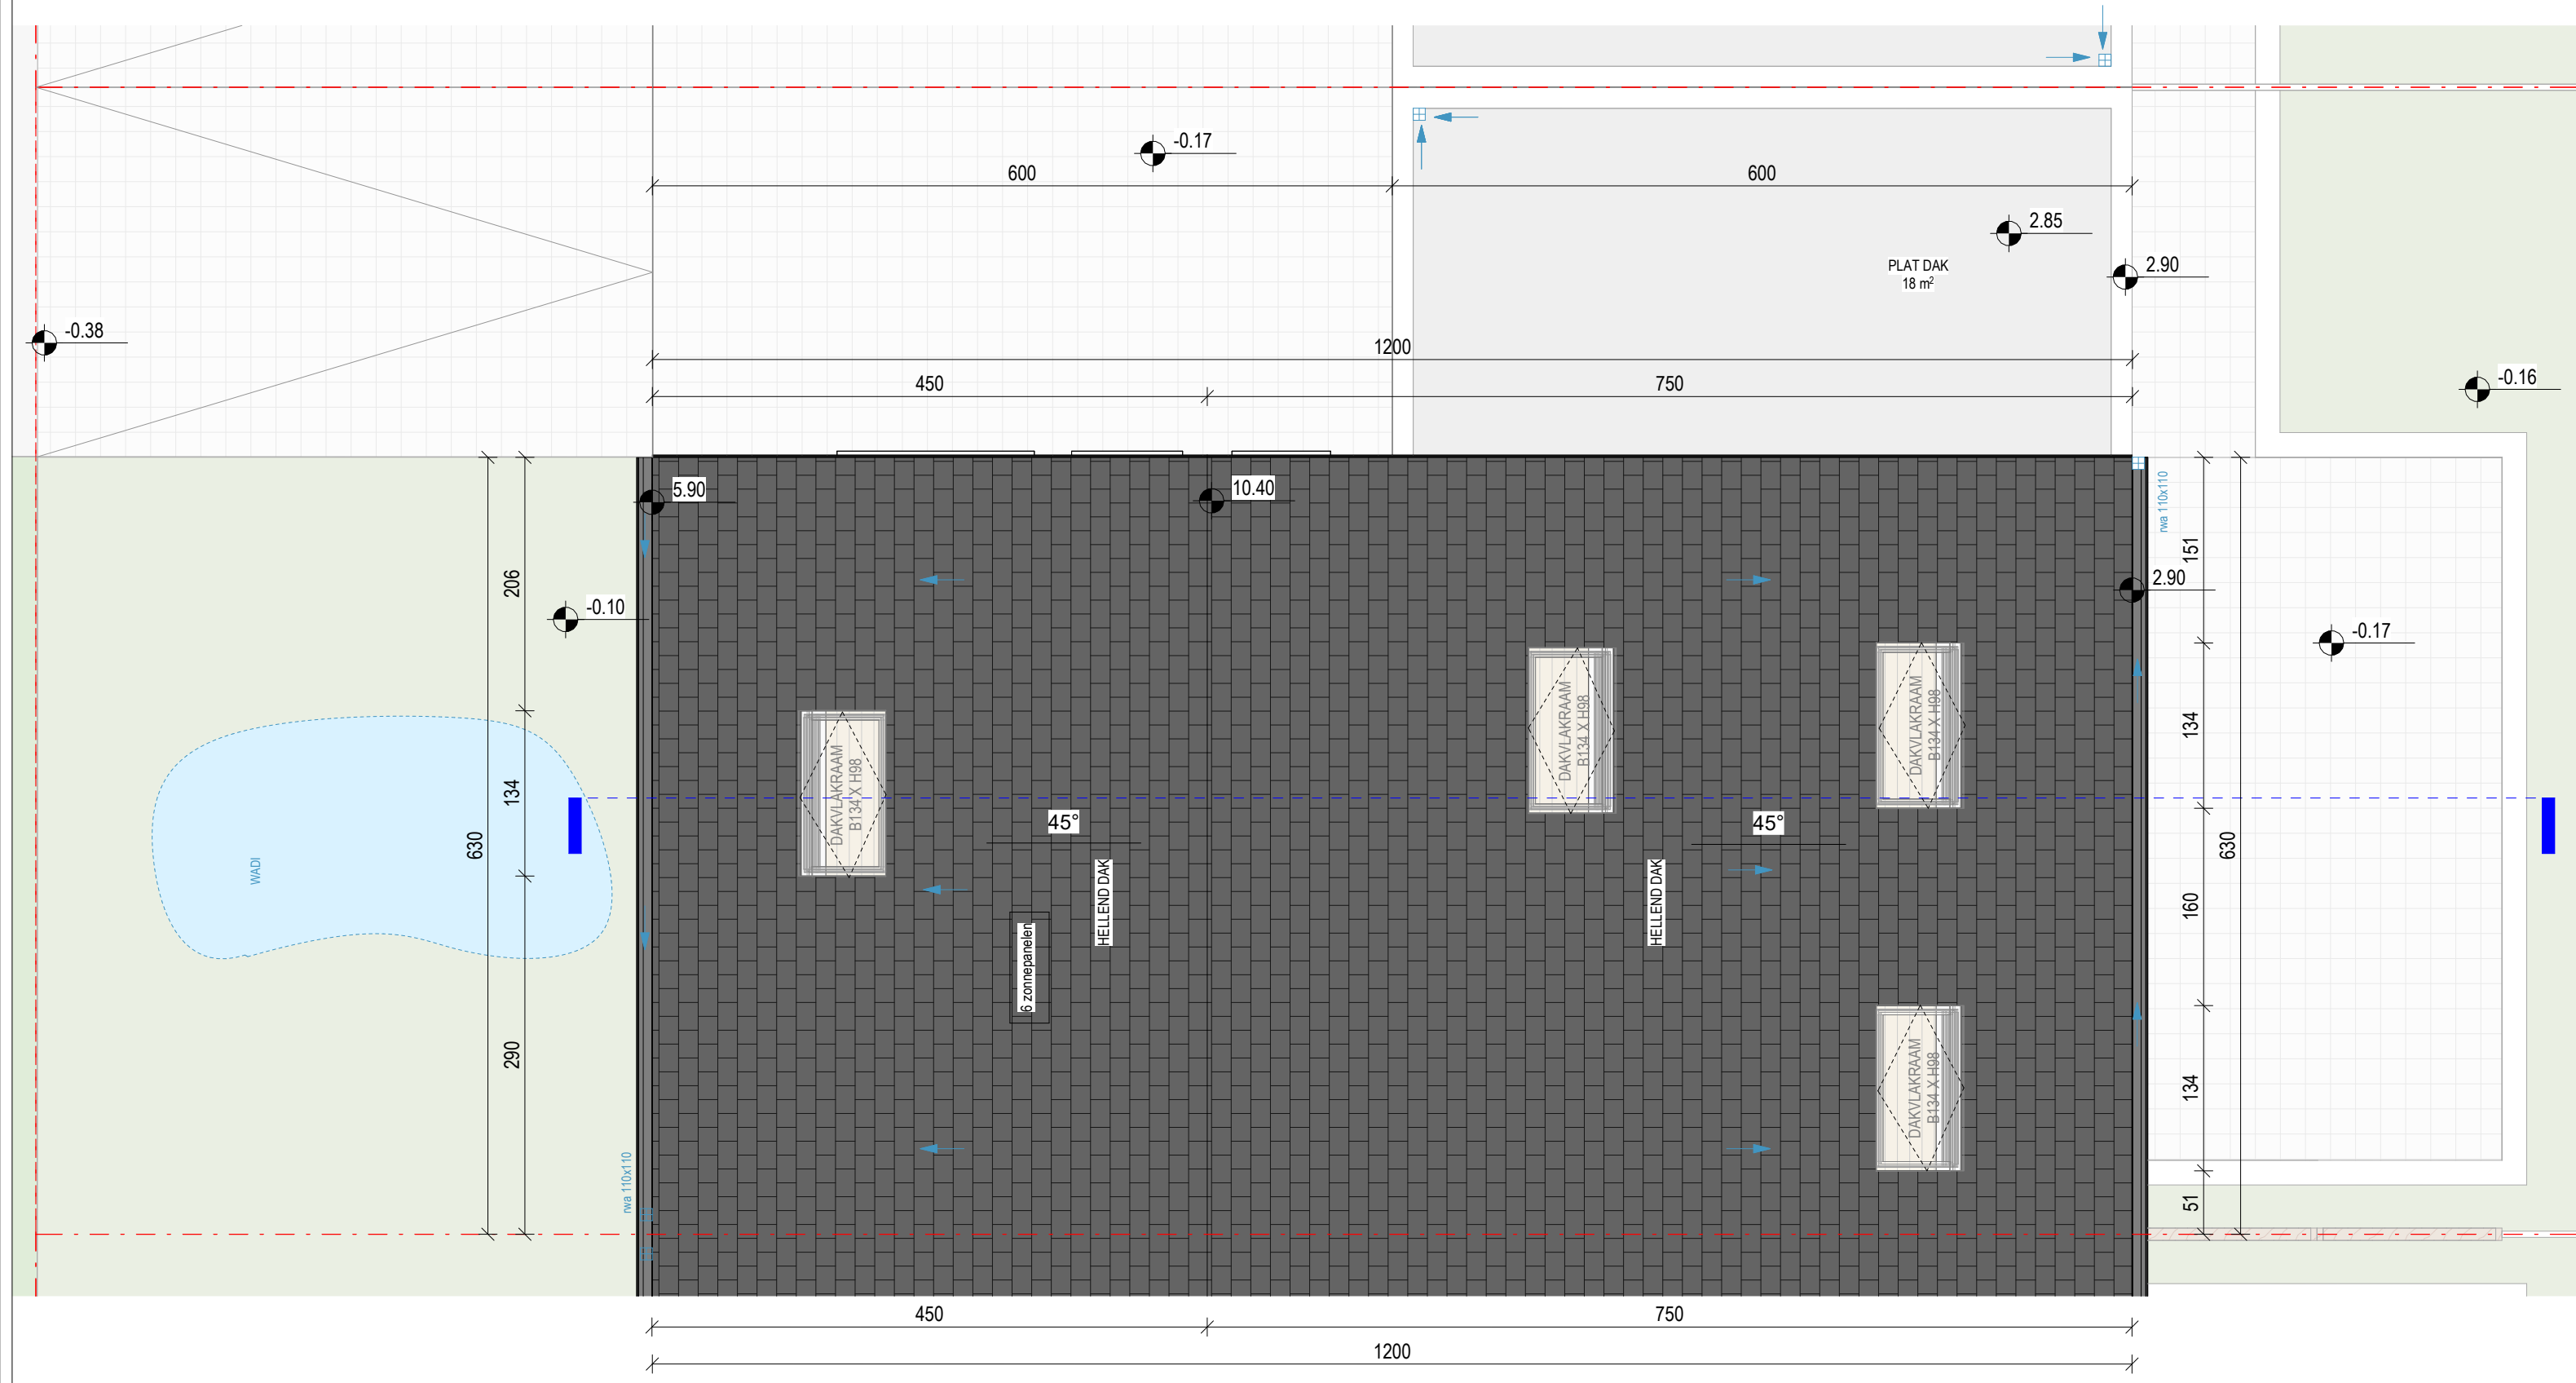 -0.17
600
600
2.85
PLAT DAK
18 m²
2.90
-0.38
1200
450
750
-0.16
5.90
10.40
rwa 110x110
206
151
-0.10
2.90
-0.17
DAKVLAKRAAM
B134 X H98
DAKVLAKRAAM
B134 X H98
DAKVLAKRAAM
B134 X H98
134
134
630
45°
45°
630
WADI
HELLEND DAK
HELLEND DAK
160
6 zonnepanelen
290
DAKVLAKRAAM
B134 X H98
134
rwa 110x110
51
450
750
1200